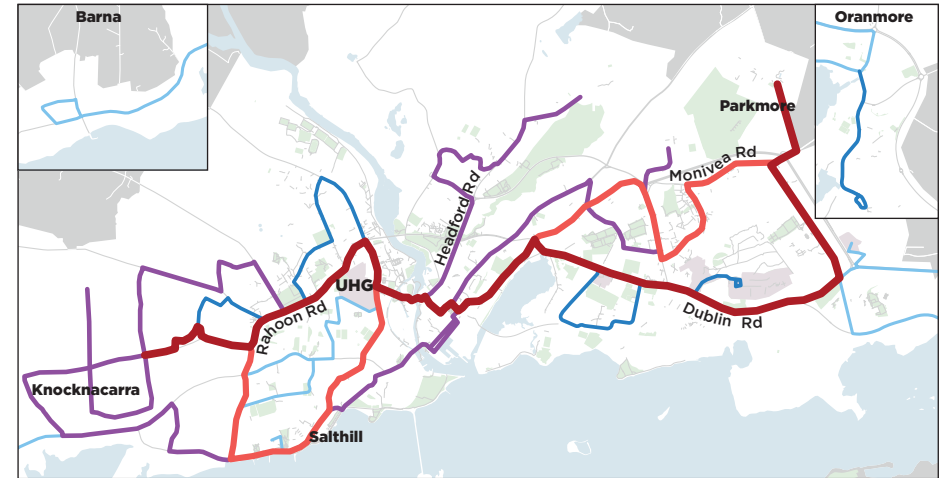 Barna
Oranmore
Parkmore
Monivea Rd
Headford Rd
UHG
Rahoon Rd
Dublin Rd
Knocknacarra
Salthill